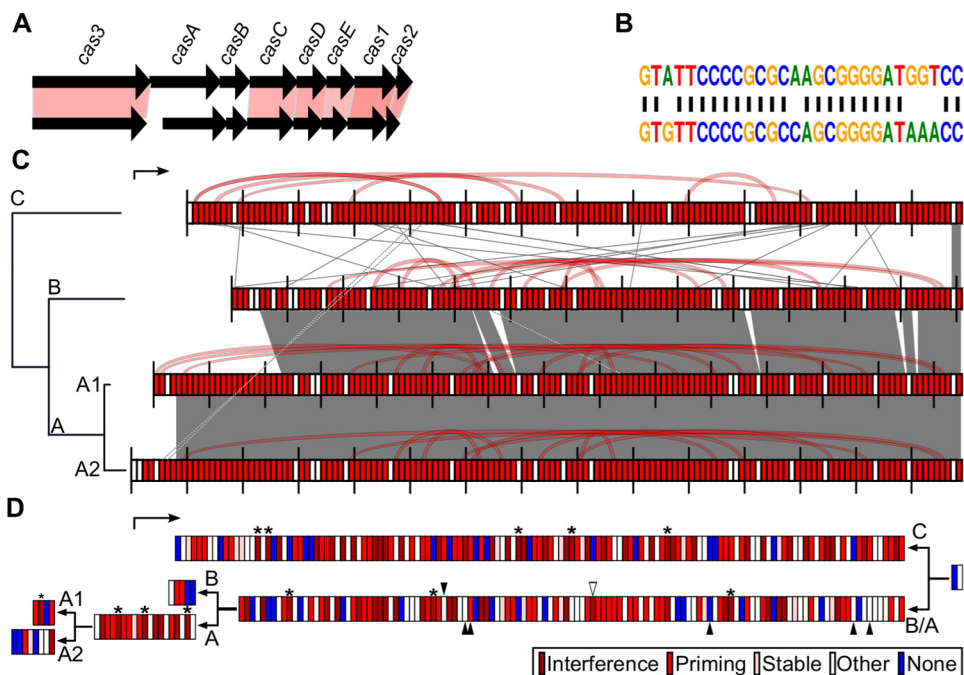 A
cas3 casA casB casC casD casE cas1 cas2
B
GTATTCCCCGCGCAAGCGGGGATGGTCC
GTGTTCCCCGCGCCAGCGGGGATAAACC
C
C
B
A1
A
A2
D
* * * * *
C
B
* * *
B/A
A1 * * * *
A
A2
Interference Priming Stable Other None